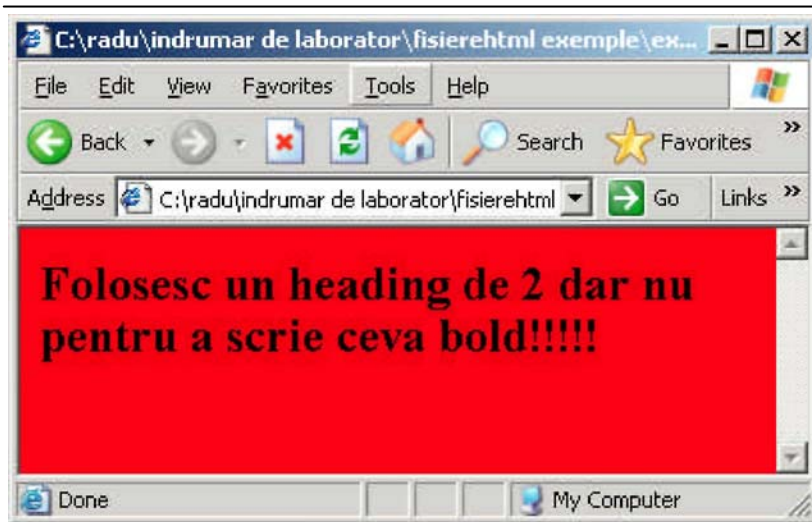 C:\radu\indrumar de laborator\fisierehtml exemple\ex...
File Edit View Favorites Tools Help
Back Search Favorites »
Address C:\radu\indrumar de laborator\fisierehtml Go Links »
Folosesc un heading de 2 dar nu
pentru a scrie ceva bold!!!!!
Done My Computer